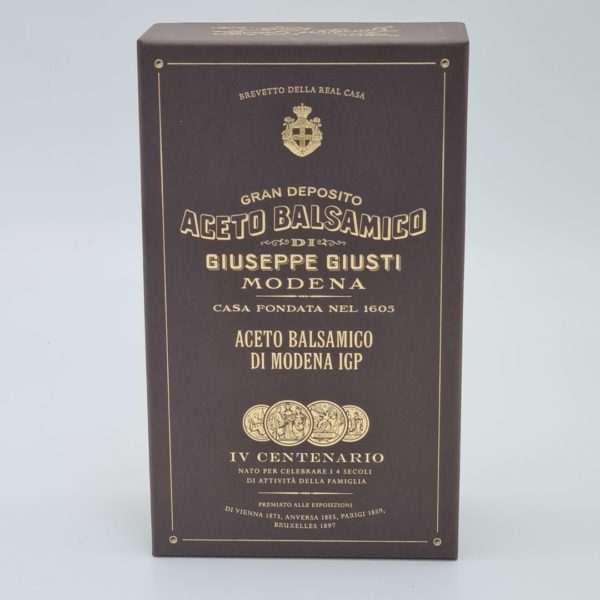 BREVETTO DELLA REAL CASA
GRAN DEPOSITO
ACETO BALSAMICO
DI
GIUSEPPE GIUSTI
MODENA
CASA FONDATA NEL 1605
ACETO BALSAMICO
DI MODENA IGP
IV CENTENARIO
NATO PER CELEBRARE I 4 SECOLI
DI ATTIVITÀ DELLA FAMIGLIA
PREMIATO ALLE ESPOSIZIONI
DI VIENNA 1873, ANVERSA 1885, PARIGI 1889,
BRUXELLES 1897